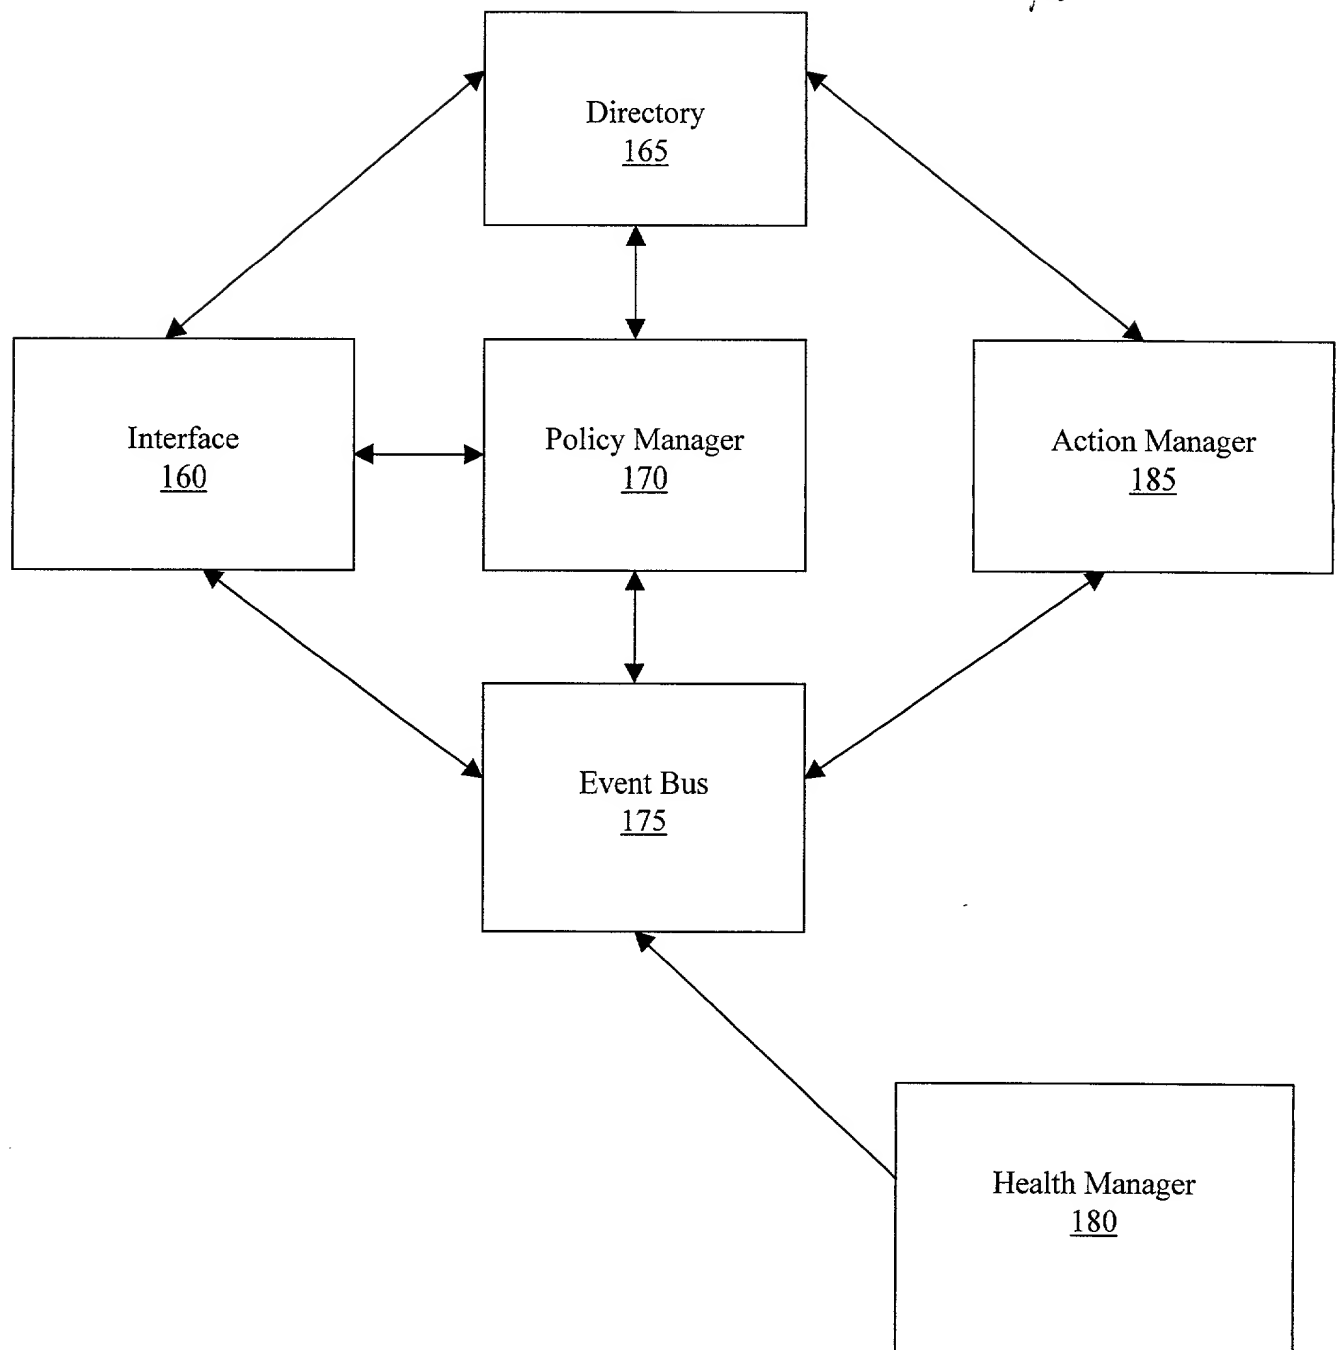 Directory
165
Interface
160
Policy Manager
170
Action Manager
185
Event Bus
175
Health Manager
180